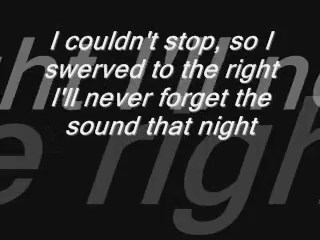 I couldn't stop, so I
swerved to the right
I'll never forget the
sound that night